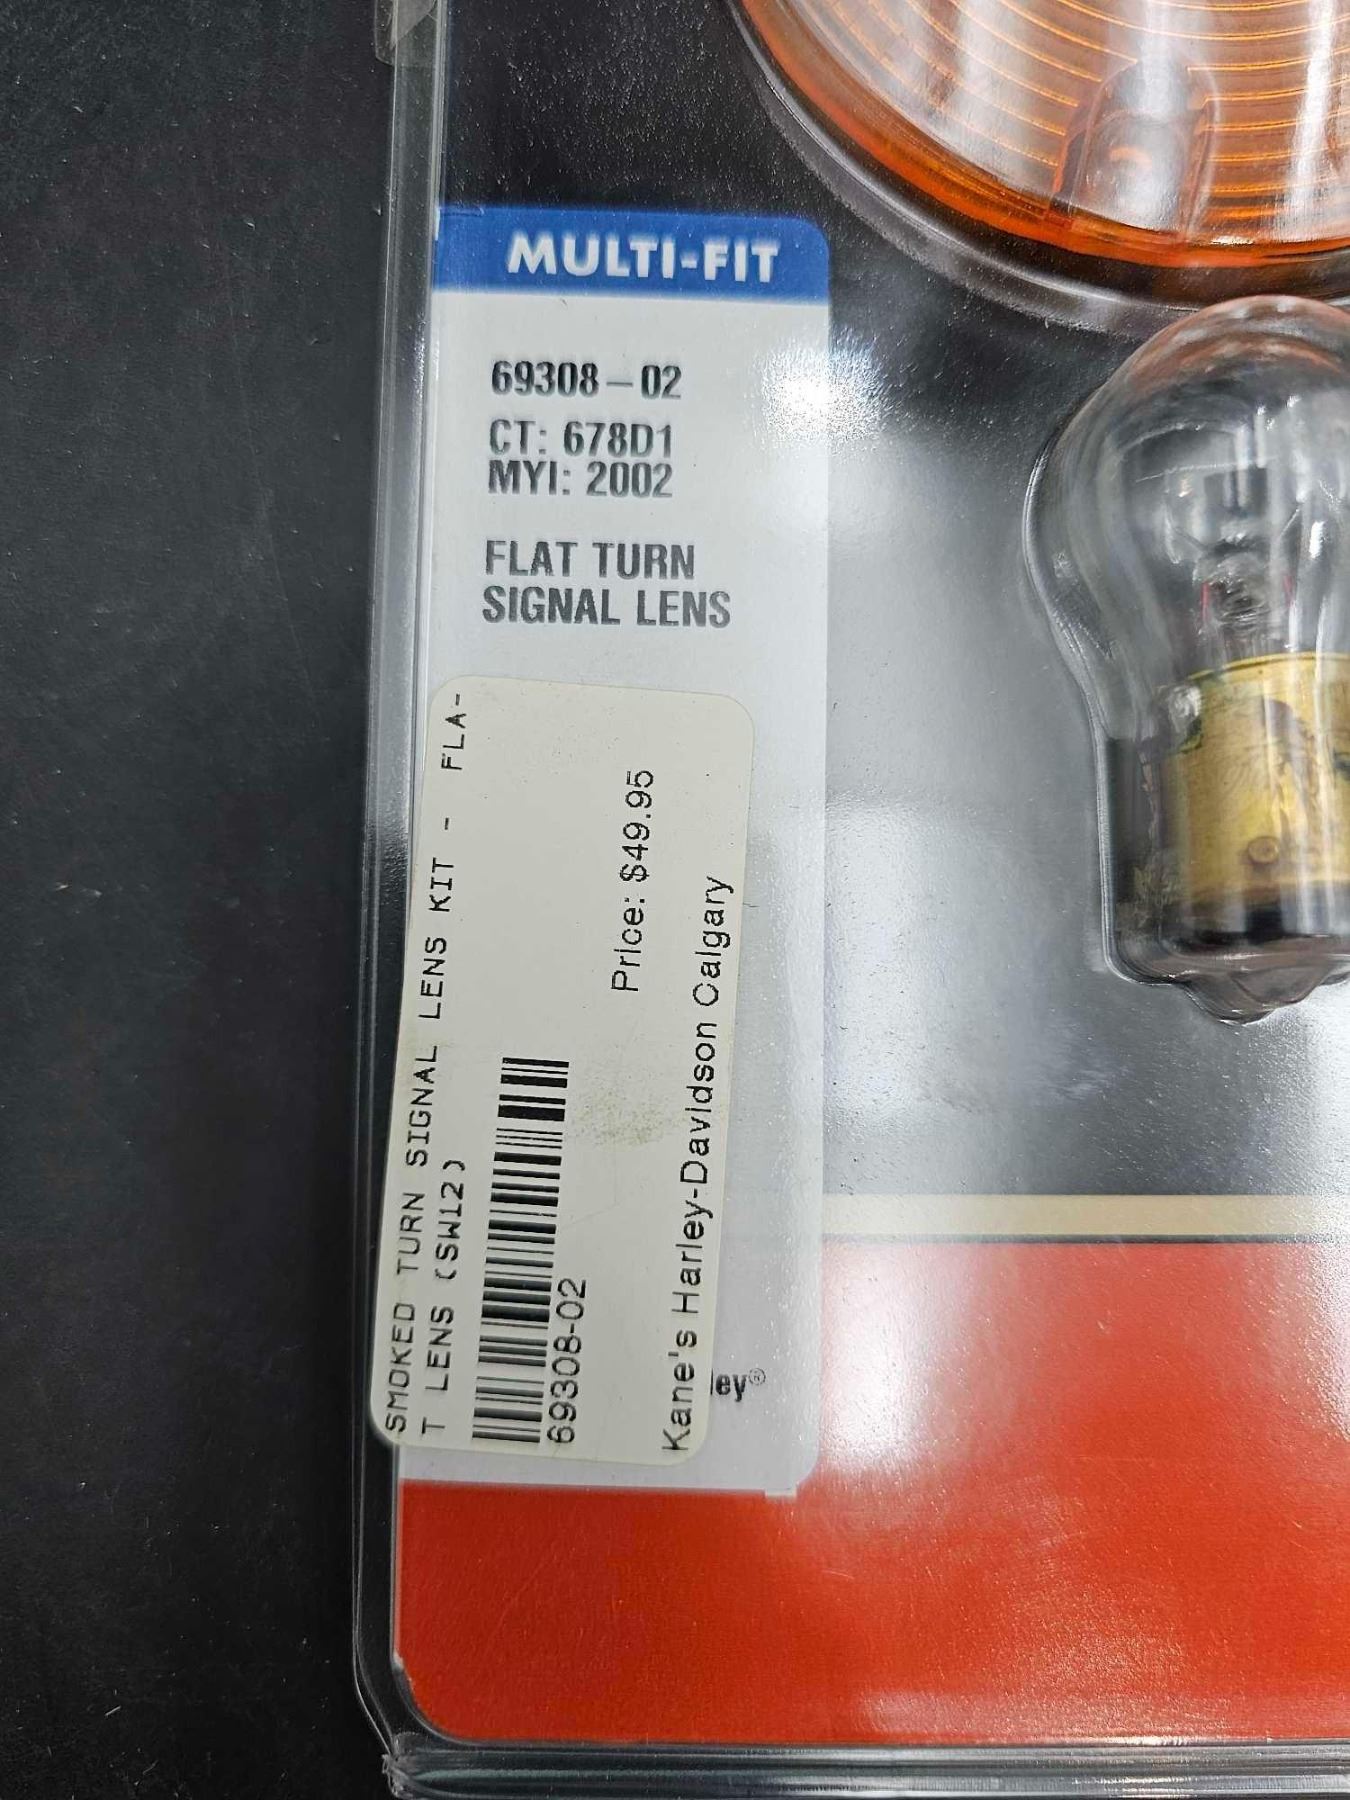 MULTI-FIT
69308-02
CT: 678D1
MYI: 2002
FLAT TURN
SIGNAL LENS
SMOKED TURN SIGNAL LENS KIT - FLA-
T LENS (SW12)
Price: $49.95
69308-02
Kane's Harley-Davidson Calgary
ley®